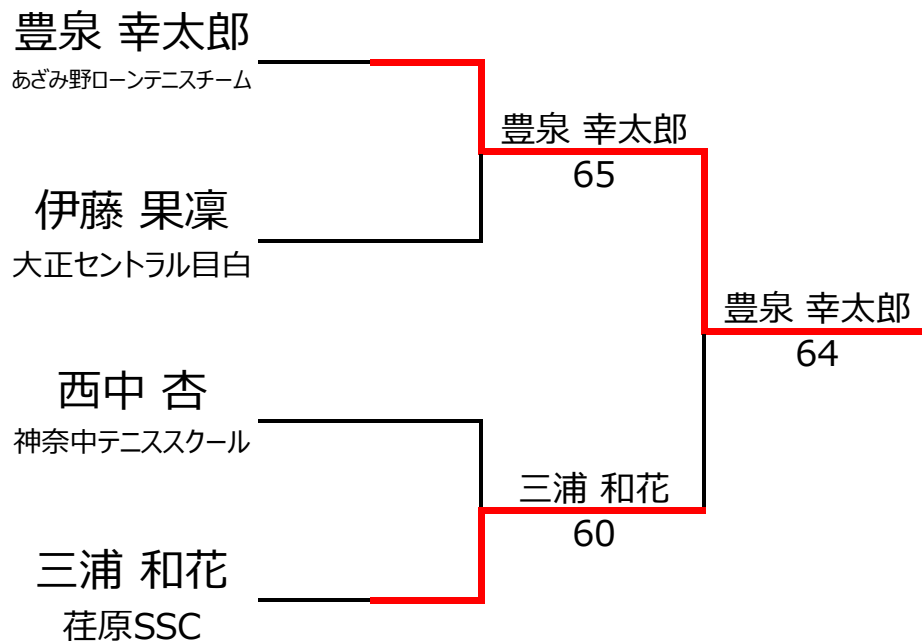 豊泉 幸太郎
あざみ野ローンテニスチーム
豊泉 幸太郎
65
伊藤 果凜
大正セントラル目白
豊泉 幸太郎
64
西中 杏
神奈中テニススクール
三浦 和花
60
三浦 和花
荏原SSC